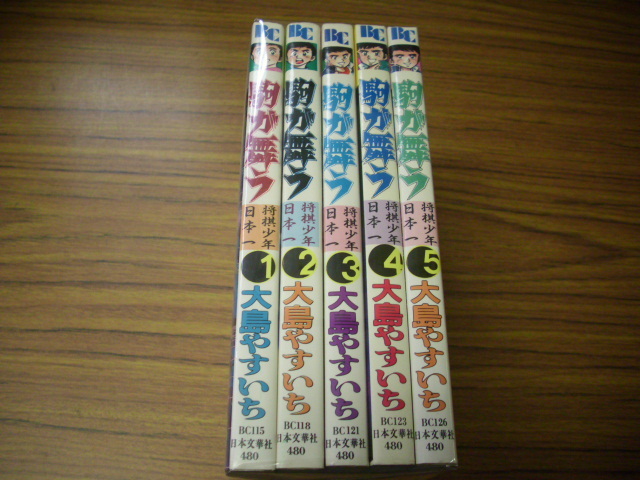 BC
駒が舞う
将棋少年
日本一
1
大島やすいち
BC115
日本文華社
480
BC
駒が舞う
将棋少年
日本一
2
大島やすいち
BC118
日本文華社
480
BC
駒が舞う
将棋少年
日本一
3
大島やすいち
BC121
日本文華社
480
BC
駒が舞う
将棋少年
日本一
4
大島やすいち
BC123
日本文華社
480
BC
駒が舞う
将棋少年
日本一
5
大島やすいち
BC126
日本文華社
480